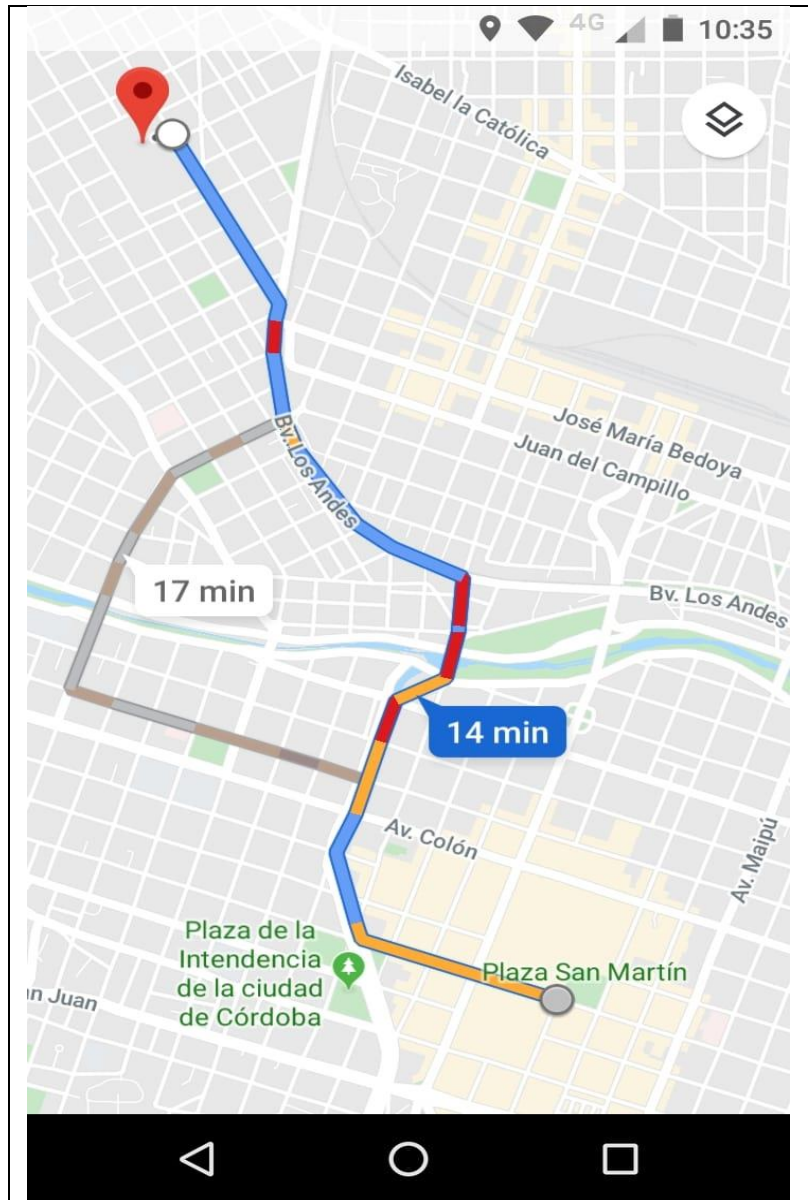 4G 10:35
Isabel la Católica
José María Bedoya
Juan del Campillo
Bv. Los Andes
17 min
Bv. Los Andes
14 min
Av. Colón
Av. Maipú
Plaza de la
Intendencia
de la ciudad
de Córdoba
Plaza San Martín
n Juan